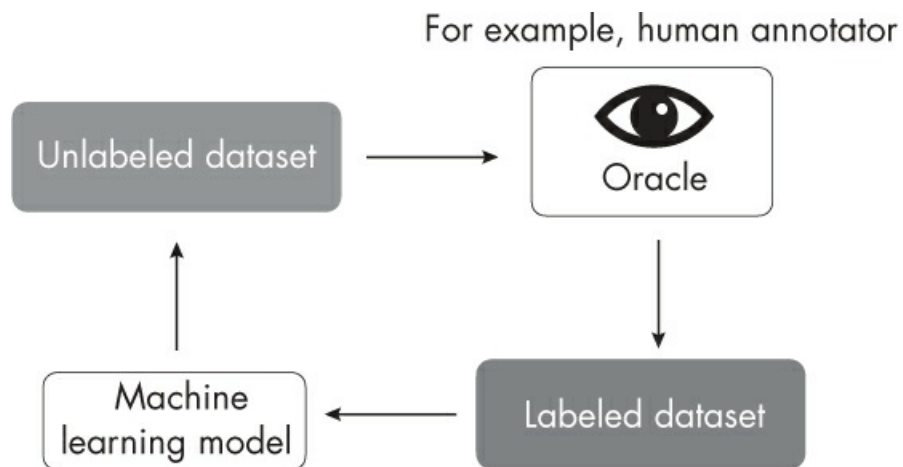 For example, human annotator
Unlabeled dataset
Oracle
Machine
learning model
Labeled dataset